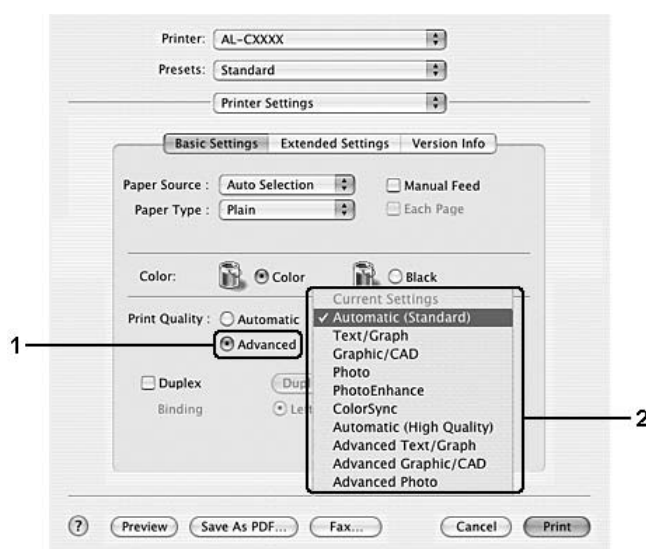 Printer: AL-CXXXX
Presets: Standard
Printer Settings
Basic Settings Extended Settings Version Info
Paper Source : Auto Selection Manual Feed
Paper Type : Plain Each Page
Color: Color Black
Current Settings
Print Quality : Automatic ✓ Automatic (Standard)
Text/Graph
1 Advanced Graphic/CAD
Photo
Duplex Dupl PhotoEnhance
Binding Le ColorSync 2
Automatic (High Quality)
Advanced Text/Graph
Advanced Graphic/CAD
Advanced Photo
? Preview Save As PDF... Fax... Cancel Print